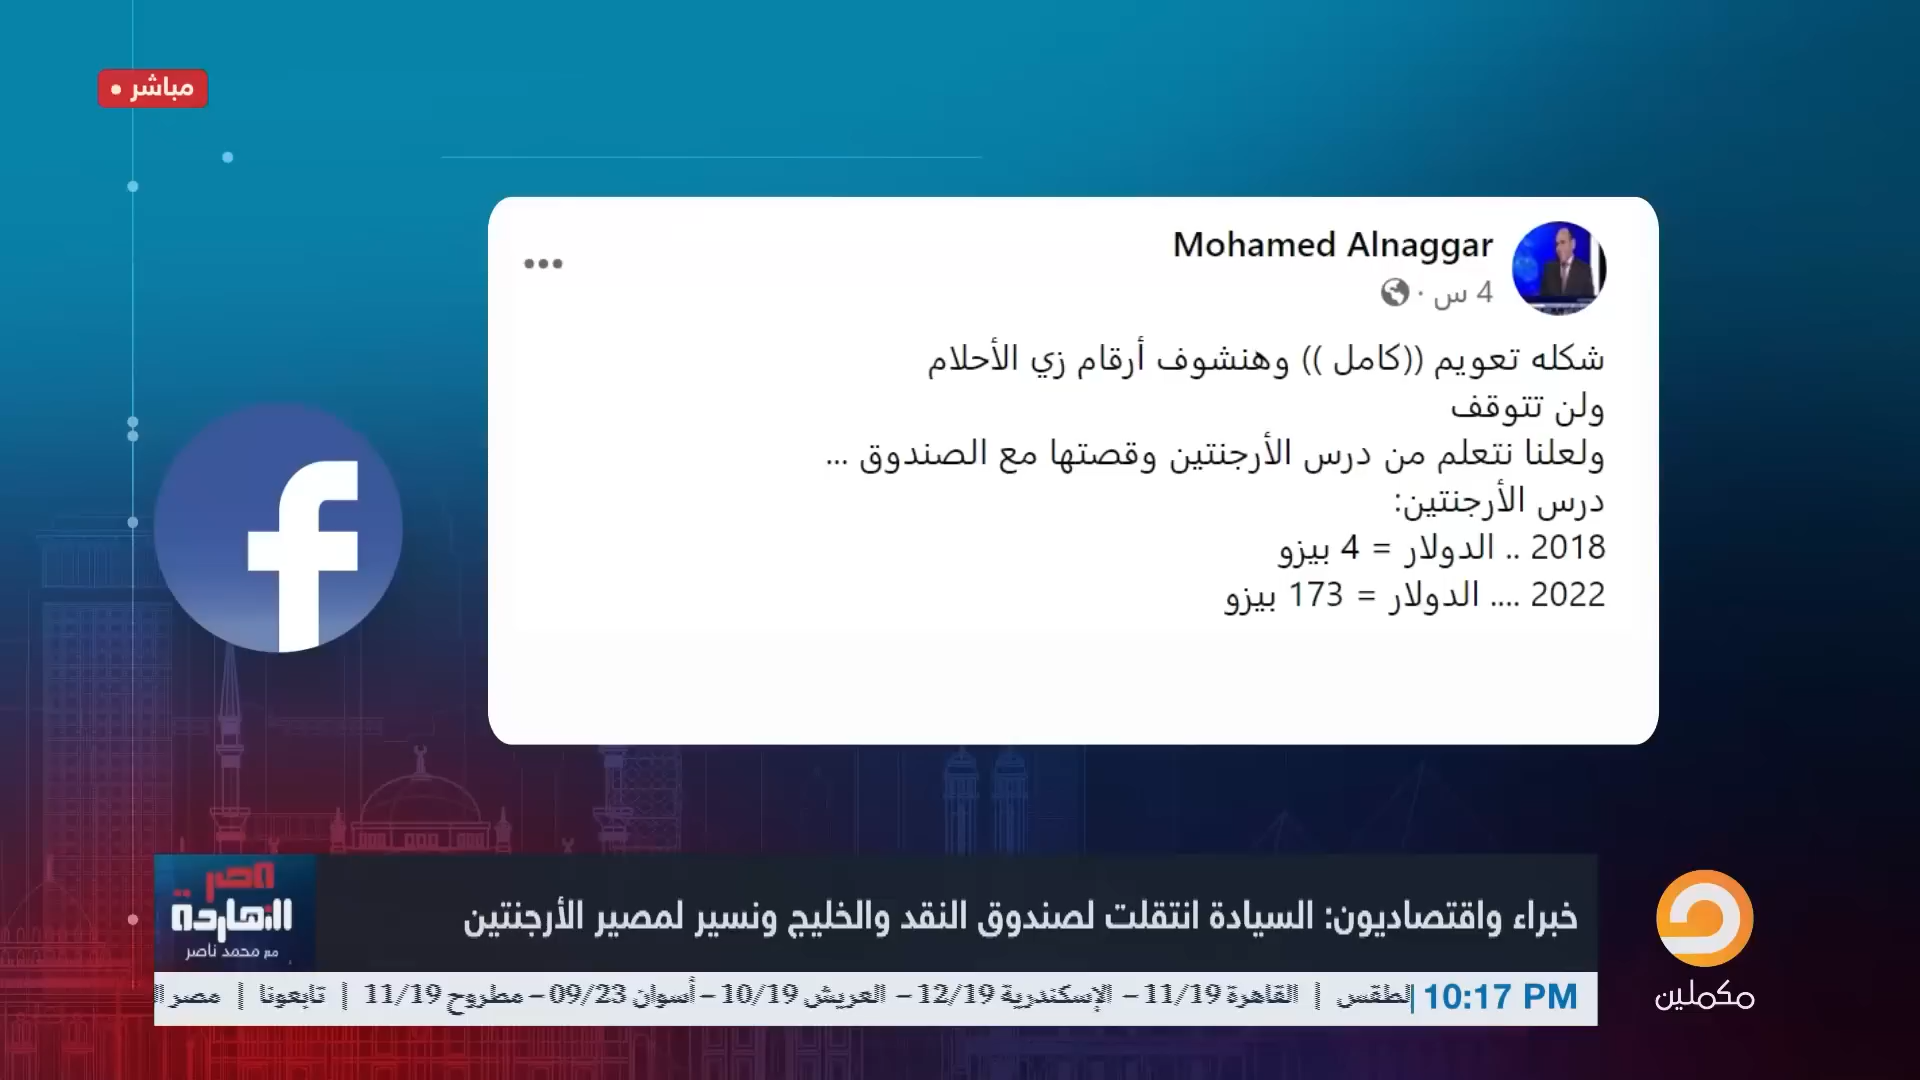 مباشر
Mohamed Alnaggar
4 س ·
شكله تعويم ((كامل )) وهنشوف أرقام زي الأحلام
ولن تتوقف
ولعلنا نتعلم من درس الأرجنتين وقصتها مع الصندوق ...
درس الأرجنتين:
2018 .. الدولار = 4 بيزو
2022 .... الدولار = 173 بيزو
مصر
النهاردة
مع محمد ناصر
خبراء واقتصاديون: السيادة انتقلت لصندوق النقد والخليج ونسير لمصير الأرجنتين
10:17 PM
الطقس | القاهرة 11/19 – الإسكندرية 12/19 – العريش 10/19 – أسوان 09/23 – مطروح 11/19 | تابعونا | مصر
مكملين